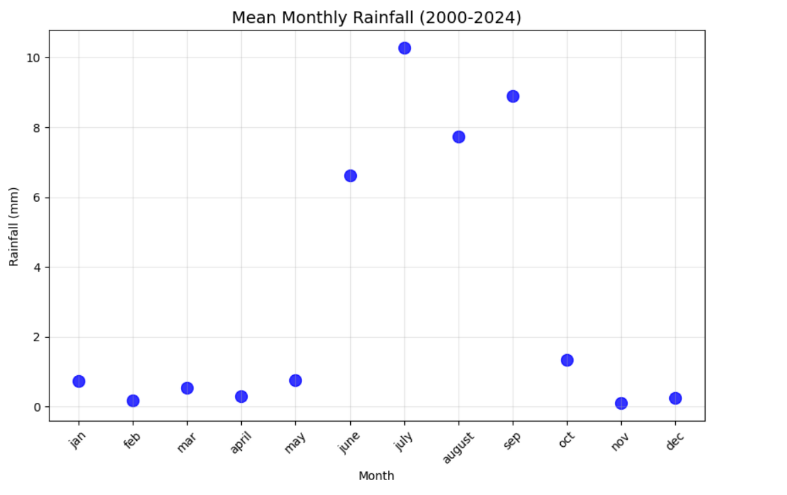 Mean Monthly Rainfall (2000-2024)
Rainfall (mm)
10
8
6
4
2
0
jan
feb
mar
april
may
june
july
august
sep
oct
nov
dec
Month